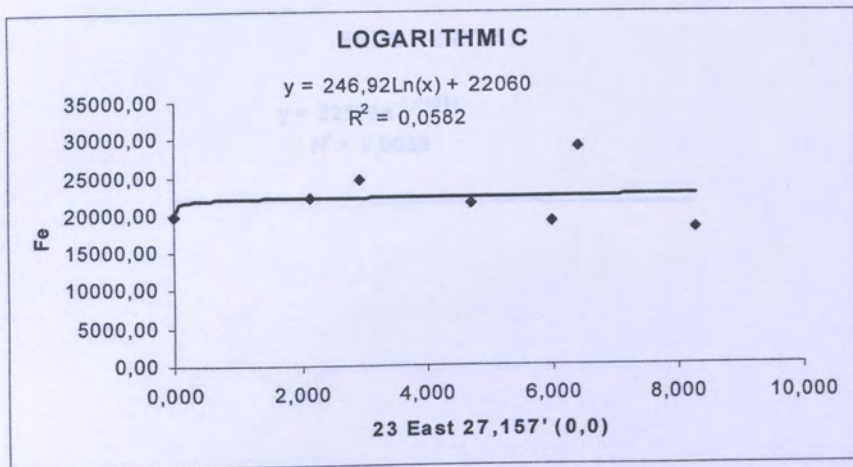 LOGARITHMIC
y = 246,92Ln(x) + 22060
R² = 0,0582
35000,00
30000,00
25000,00
20000,00
15000,00
10000,00
5000,00
0,00
Fe
0,000 2,000 4,000 6,000 8,000 10,000
23 East 27,157' (0,0)